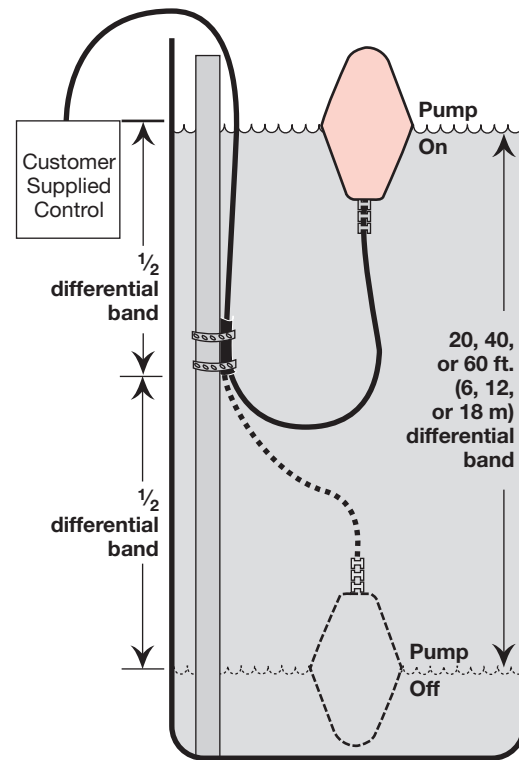 Pump
On
Customer
Supplied
Control
½
differential
band
20, 40,
or 60 ft.
(6, 12,
or 18 m)
differential
band
½
differential
band
Pump
Off